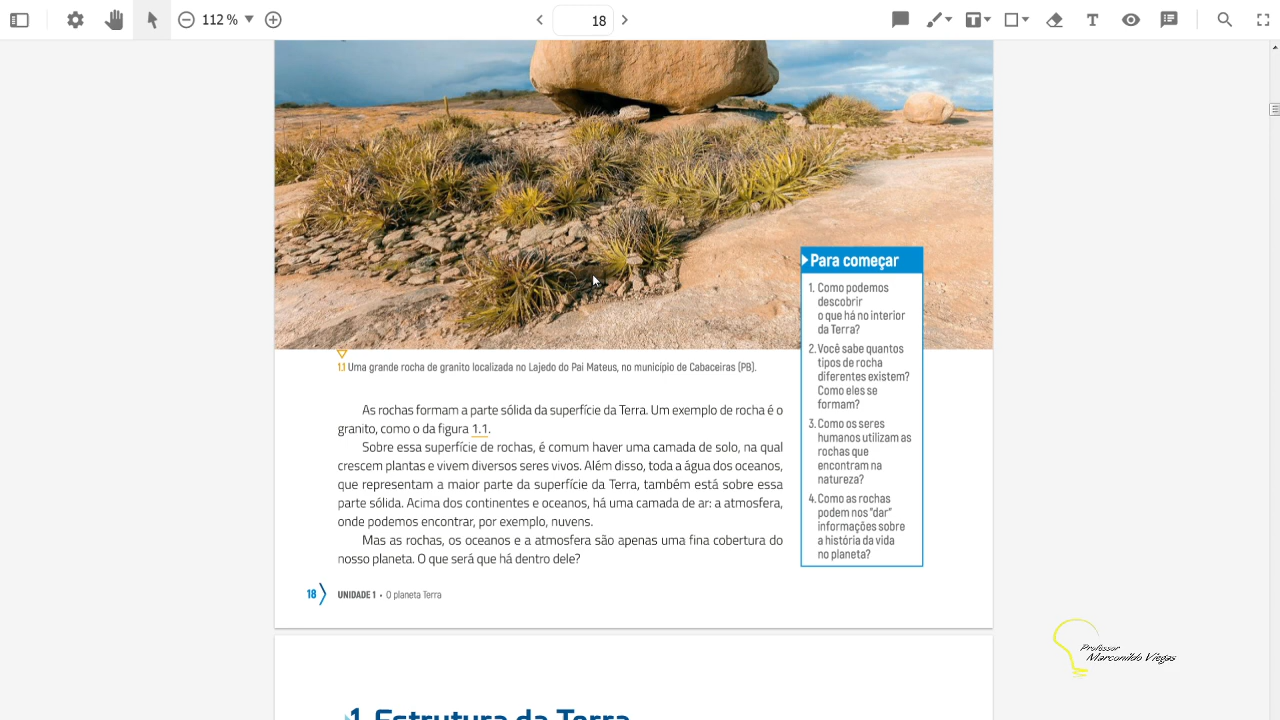 112 %
18
Para começar
1. Como podemos
descobrir
o que há no interior
da Terra?
2. Você sabe quantos
tipos de rocha
diferentes existem?
Como eles se
formam?
3. Como os seres
humanos utilizam as
rochas que
encontram na
natureza?
4. Como as rochas
podem nos "dar"
informações sobre
a história da vida
no planeta?
1.1 Uma grande rocha de granito localizada no Lajedo do Pai Mateus, no município de Cabaceiras (PB).
As rochas formam a parte sólida da superfície da Terra. Um exemplo de rocha é o
granito, como o da figura 1.1.
Sobre essa superfície de rochas, é comum haver uma camada de solo, na qual
crescem plantas e vivem diversos seres vivos. Além disso, toda a água dos oceanos,
que representam a maior parte da superfície da Terra, também está sobre essa
parte sólida. Acima dos continentes e oceanos, há uma camada de ar: a atmosfera,
onde podemos encontrar, por exemplo, nuvens.
Mas as rochas, os oceanos e a atmosfera são apenas uma fina cobertura do
nosso planeta. O que será que há dentro dele?
18 UNIDADE 1 • O planeta Terra
Professor
Marconildo Viegas
1 Estrutura da Terra